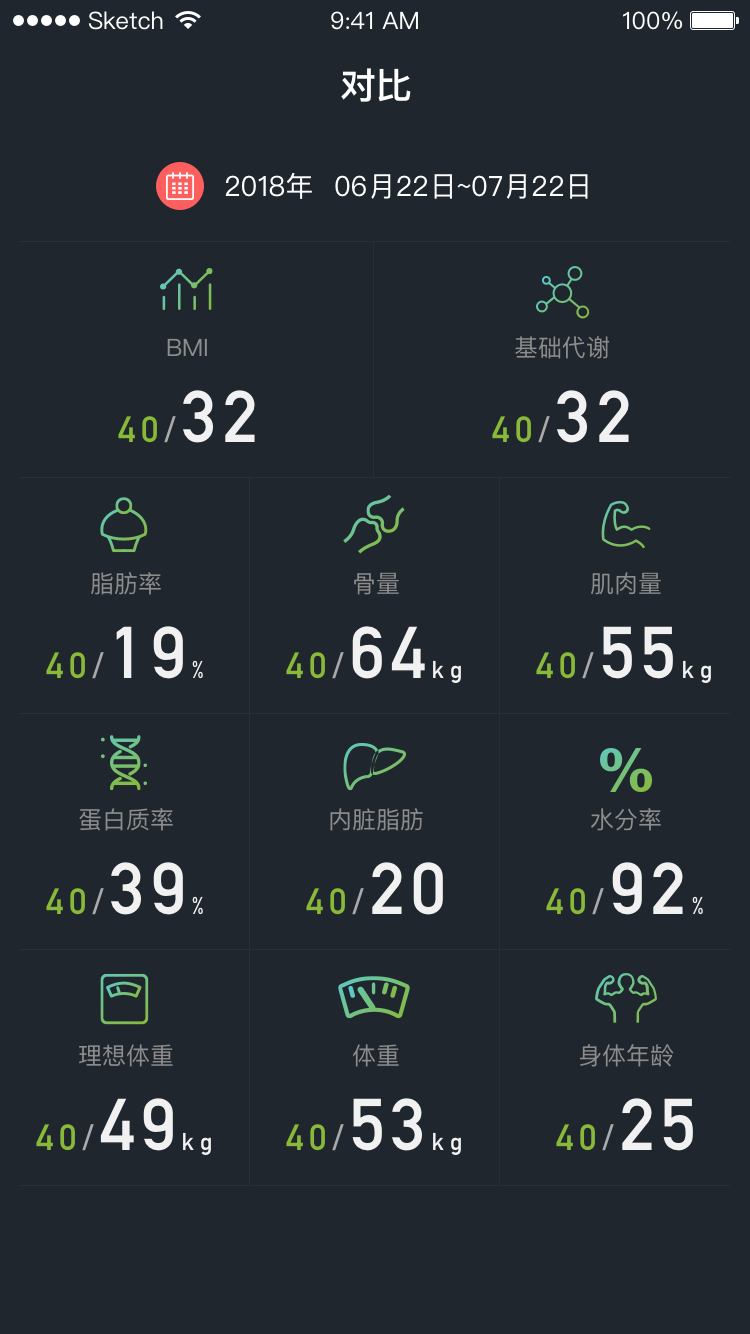 Sketch 9:41 AM 100%
对比
2018年 06月22日~07月22日
BMI 基础代谢
40/32 40/32
脂肪率 骨量 肌肉量
40/19% 40/64kg 40/55kg
%
蛋白质率 内脏脂肪 水分率
40/39% 40/20 40/92%
理想体重 体重 身体年龄
40/49kg 40/53kg 40/25